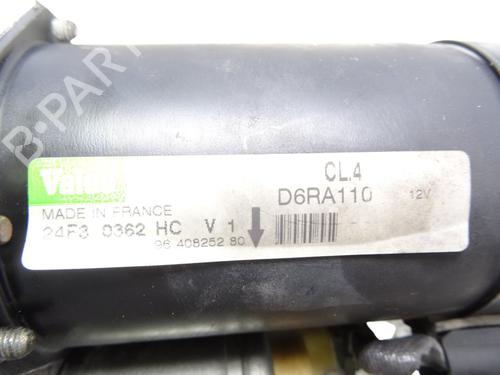 B-PARTS
Valeo
CL.4
D6RA110 12V
MADE IN FRANCE
24F3 0362 HC V 1
96 408252 80